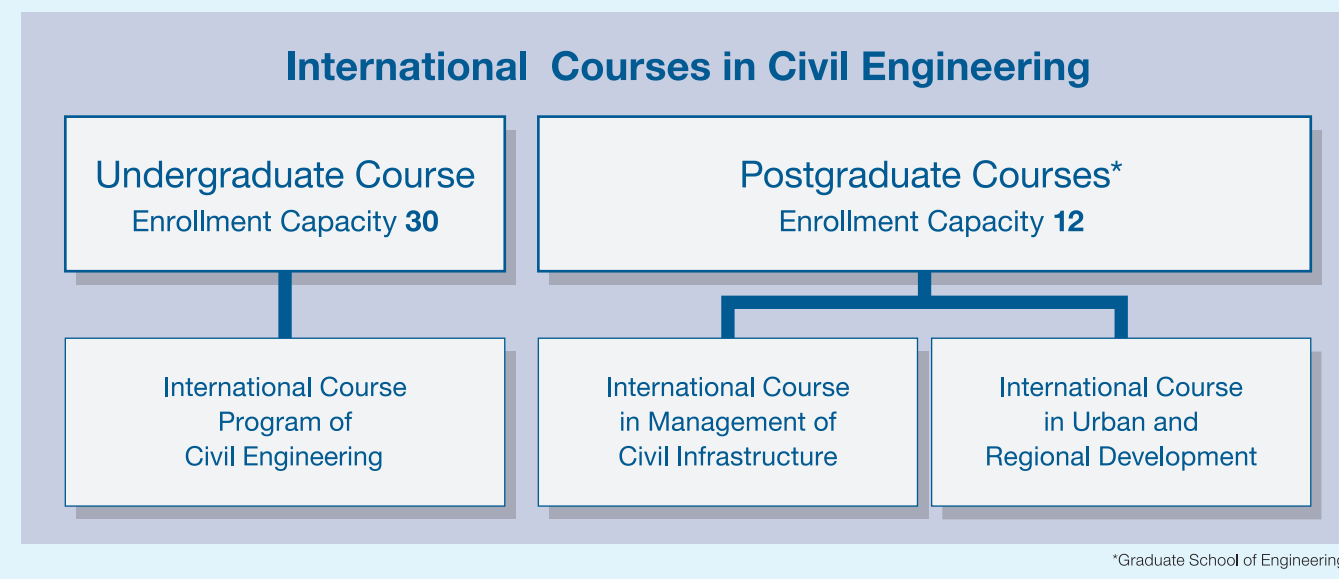 International Courses in Civil Engineering
Undergraduate Course
Enrollment Capacity 30
Postgraduate Courses*
Enrollment Capacity 12
International Course
Program of
Civil Engineering
International Course
in Management of
Civil Infrastructure
International Course
in Urban and
Regional Development
*Graduate School of Engineering